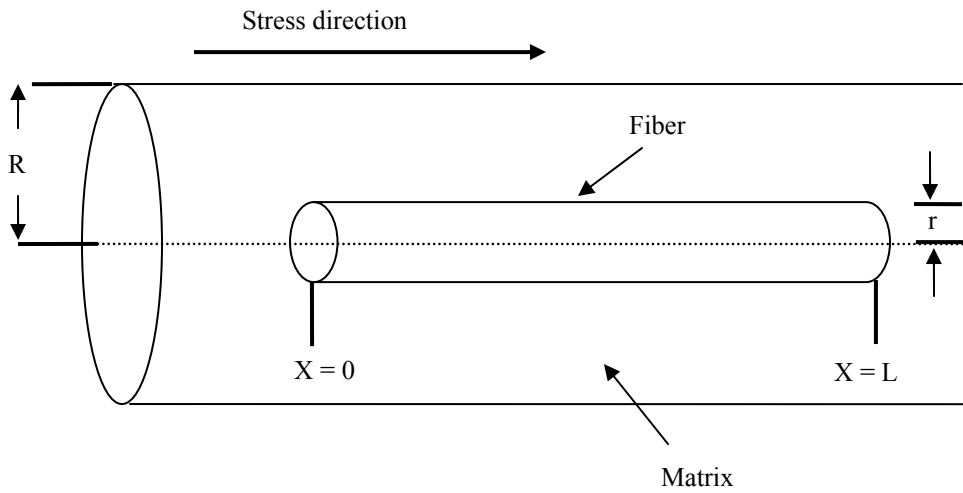 Stress direction
Fiber
R
r
X = 0
X = L
Matrix